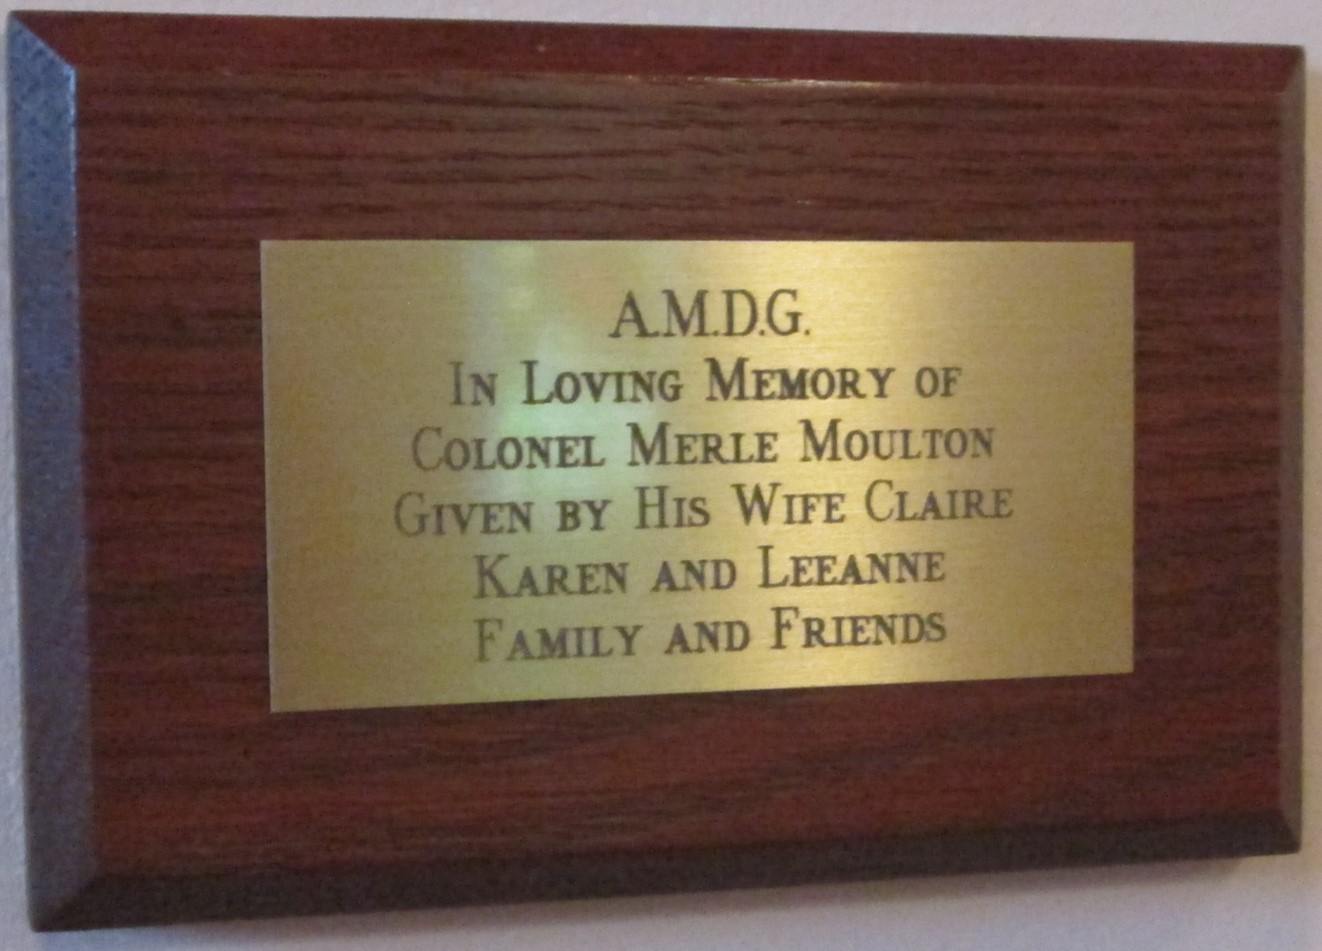 A.M.D.G.
In Loving Memory of
Colonel Merle Moulton
Given by His Wife Claire
Karen and Leeanne
Family and Friends